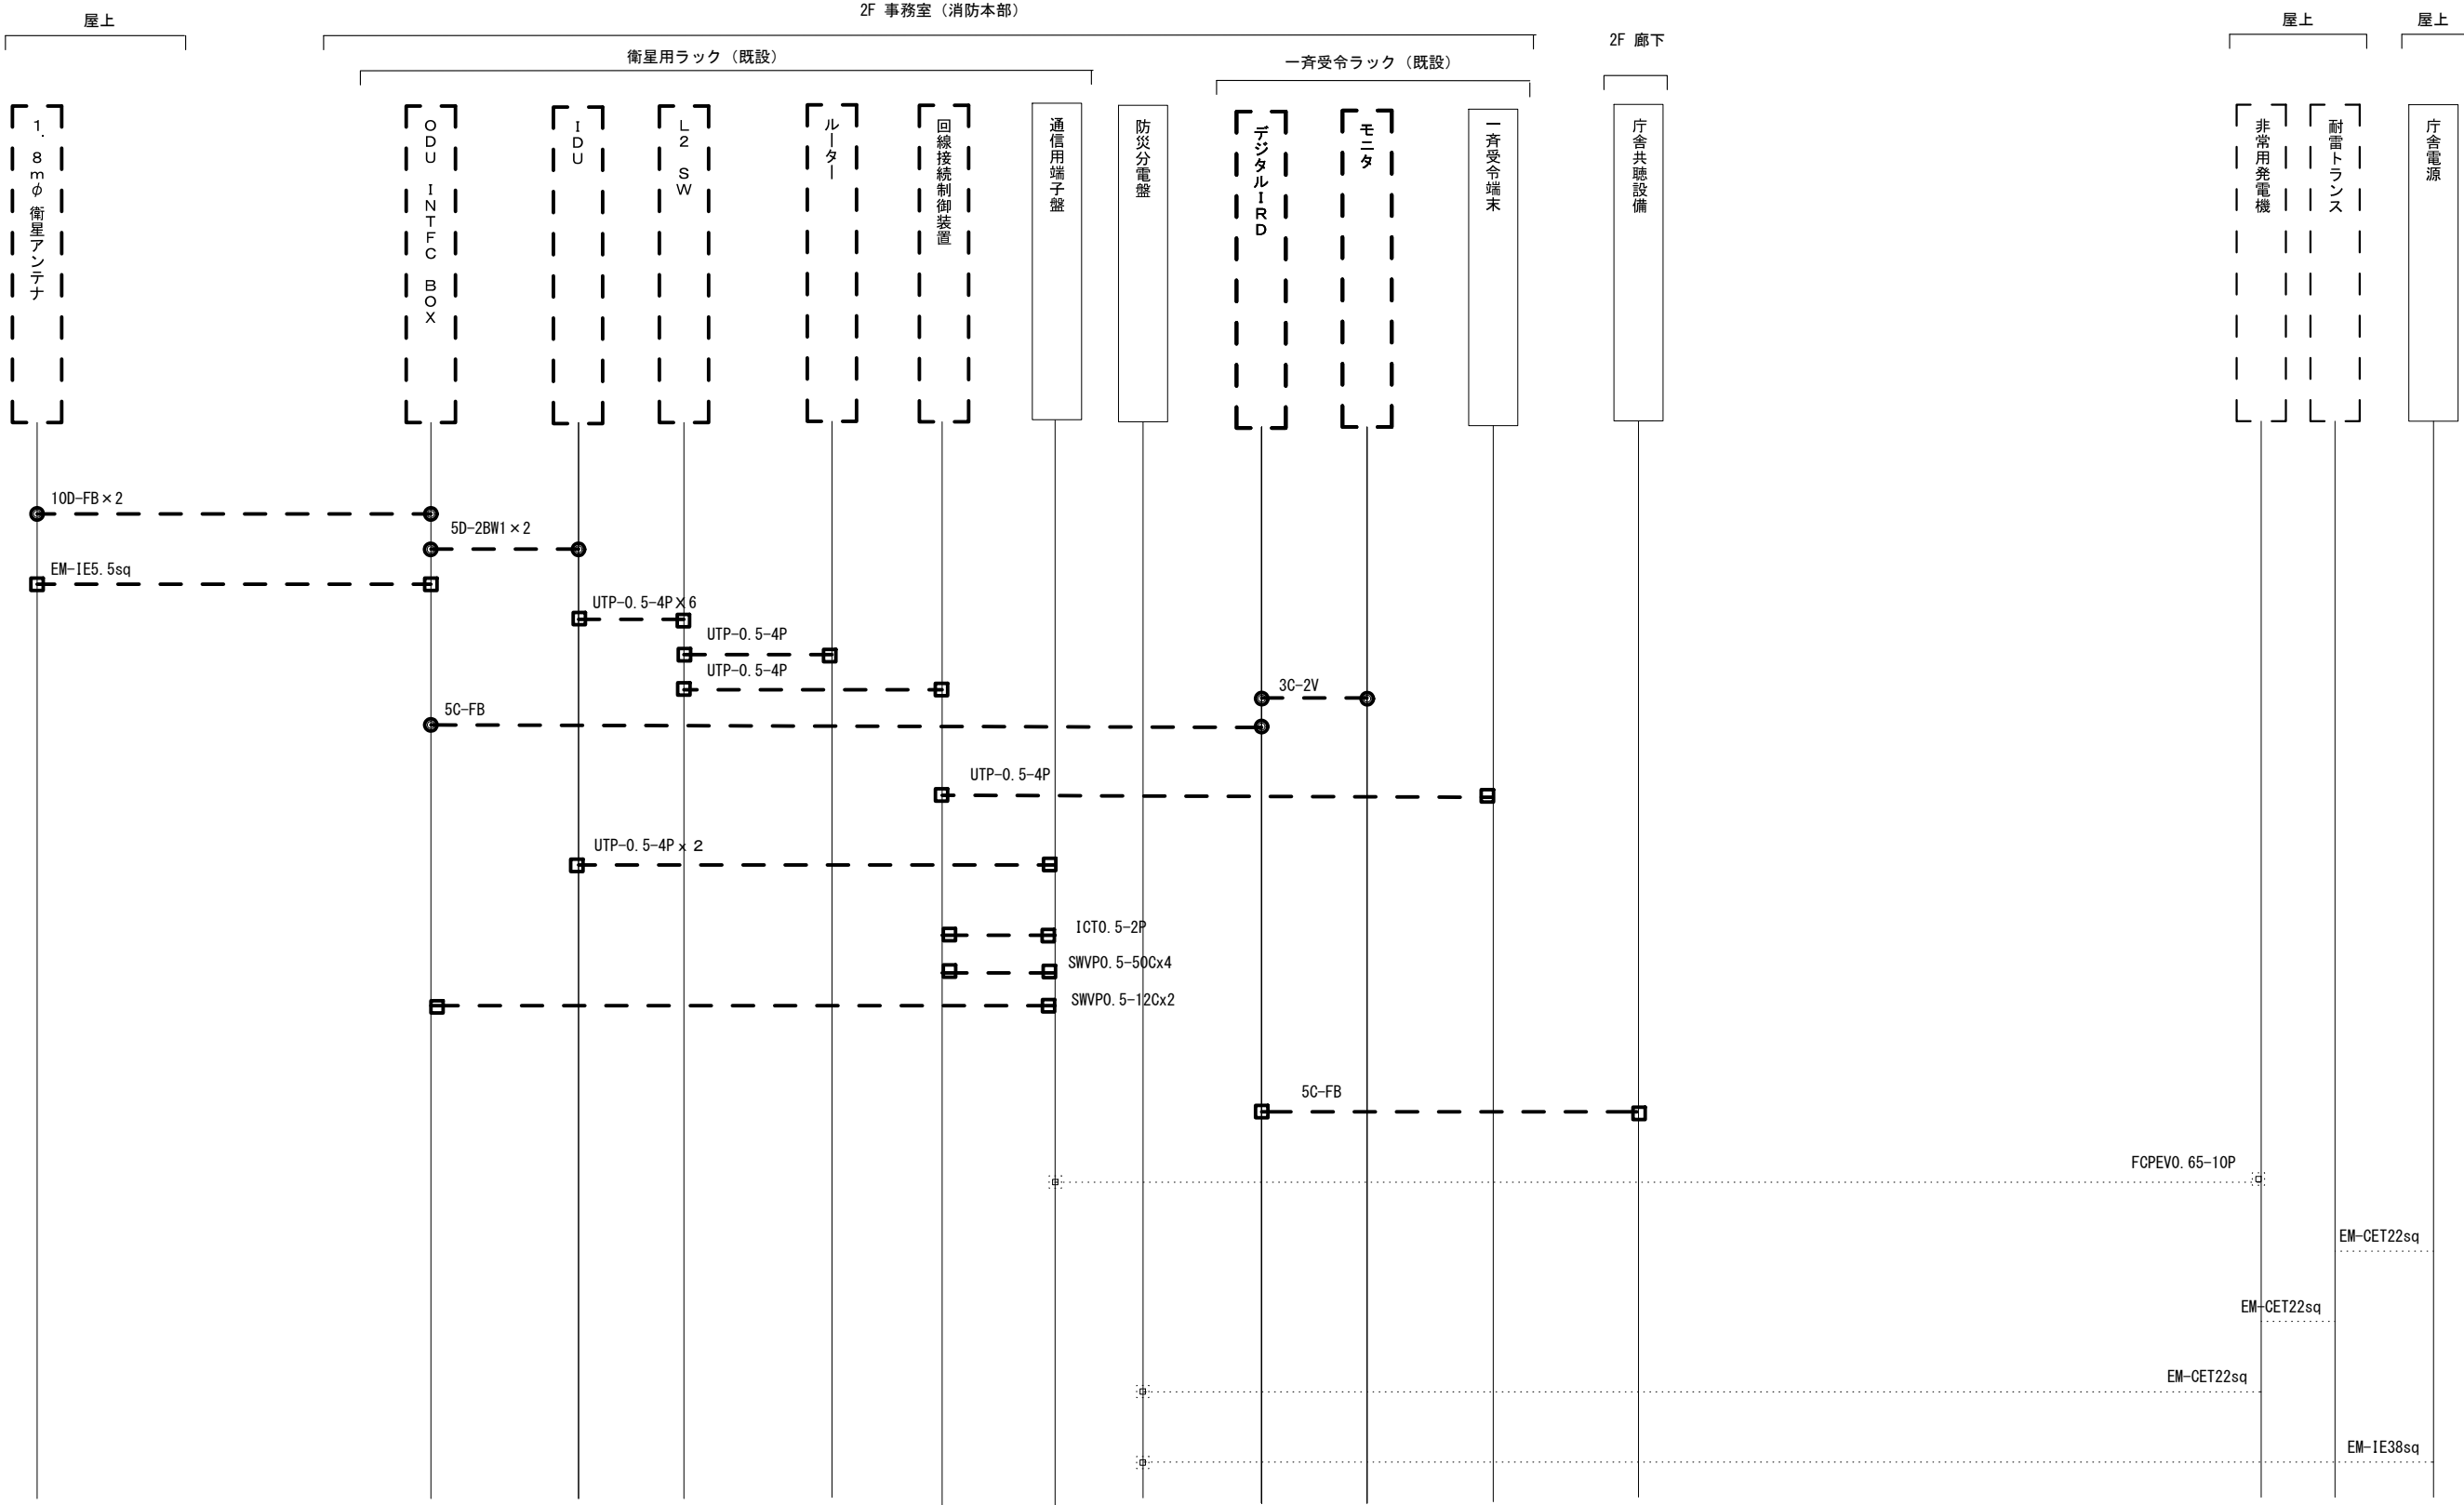 屋上
2F 事務室（消防本部）
屋上
屋上
2F 廊下
衛星用ラック（既設）
一斉受令ラック（既設）
1.8mφ衛星アンテナ
ODU INTFC BOX
IDU
L2 SW
ルーター
回線接続制御装置
通信用端子盤
防災分電盤
デジタルIRD
モニタ
一斉受令端末
庁舎共聴設備
非常用発電機
耐雷トランス
庁舎電源
10D-FB×2
5D-2BW1×2
EM-IE5.5sq
UTP-0.5-4P×6
UTP-0.5-4P
UTP-0.5-4P
3C-2V
5C-FB
UTP-0.5-4P
UTP-0.5-4Px2
ICT0.5-2P
SWVP0.5-50Cx4
SWVP0.5-12Cx2
5C-FB
FCPEV0.65-10P
EM-CET22sq
EM-CET22sq
EM-CET22sq
EM-IE38sq